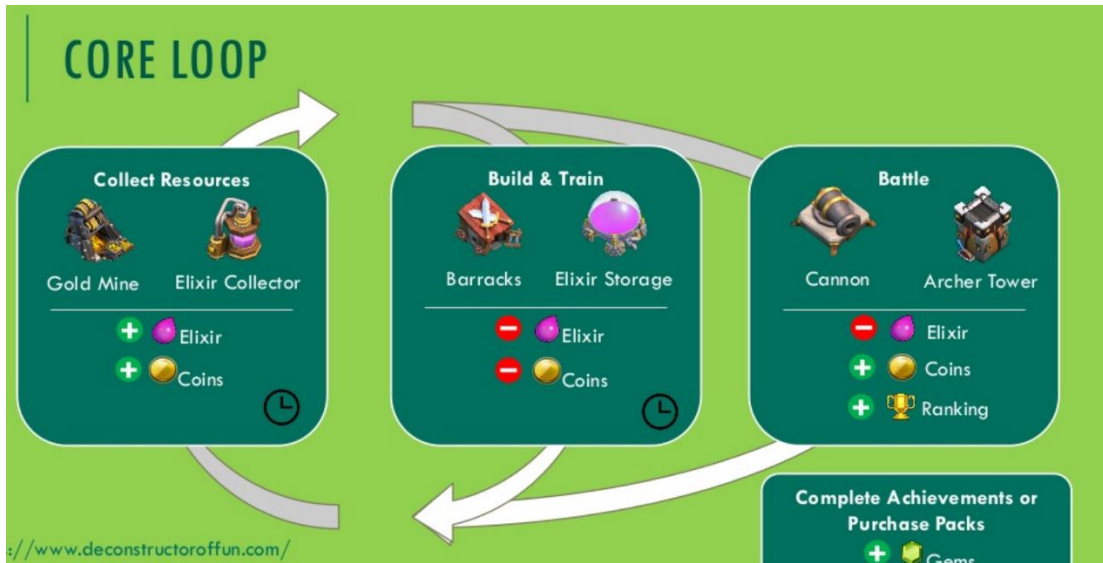 CORE LOOP
Collect Resources
Gold Mine
Elixir Collector
Elixir
Coins
Build & Train
Barracks
Elixir Storage
Elixir
Coins
Battle
Cannon
Archer Tower
Elixir
Coins
Ranking
Complete Achievements or
Purchase Packs
Gems
://www.deconstructoroffun.com/